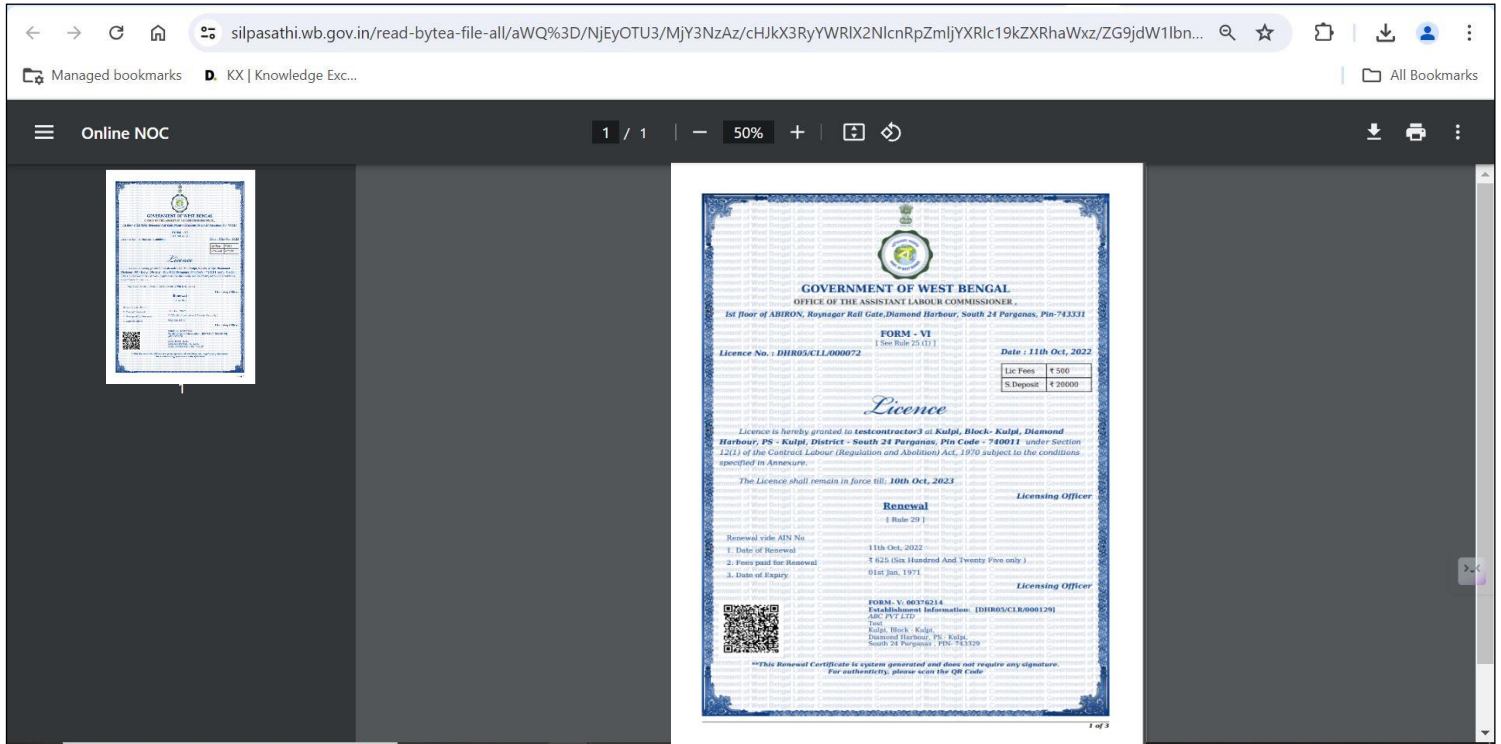 silpasathi.wb.gov.in/read-bytea-file-all/aWQ%3D/NjEyOTU3/MjY3NzAz/cHJkX3RyYWRlX2NlcnRpZmljYXRlc19kZXRhaWxz/ZG9jdW1lbn...
Managed bookmarks D. KX | Knowledge Exc... All Bookmarks
Online NOC 1 / 1 50%
1
GOVERNMENT OF WEST BENGAL
OFFICE OF THE ASSISTANT LABOUR COMMISSIONER ,
Ist floor of ABIRON, Roynagar Rail Gate,Diamond Harbour, South 24 Parganas, Pin-743331
FORM - VI
[ See Rule 25 (1) ]
Licence No. : DHR05/CLL/000072 Date : 11th Oct, 2022
Lic Fees ₹ 500
S.Deposit ₹ 20000
Licence
Licence is hereby granted to testcontractor3 at Kulpi, Block- Kulpi, Diamond
Harbour, PS - Kulpi, District - South 24 Parganas, Pin Code - 740011 under Section
12(1) of the Contract Labour (Regulation and Abolition) Act, 1970 subject to the conditions
specified in Annexure.
The Licence shall remain in force till; 10th Oct, 2023
Licensing Officer
Renewal
[ Rule 29 ]
Renewal vide AIN No
1. Date of Renewal 11th Oct, 2022
2. Fees paid for Renewal ₹ 625 (Six Hundred And Twenty Five only )
3. Date of Expiry 01st Jan, 1971
Licensing Officer
FORM- V: 00376214
Establishment Information: [DHR05/CLR/000129]
ABC PVT LTD
Test
Kulpi, Block - Kulpi,
Diamond Harbour, PS - Kulpi,
South 24 Parganas , PIN- 743329
**This Renewal Certificate is system generated and does not require any signature.
For authenticity, please scan the QR Code
1 of 3